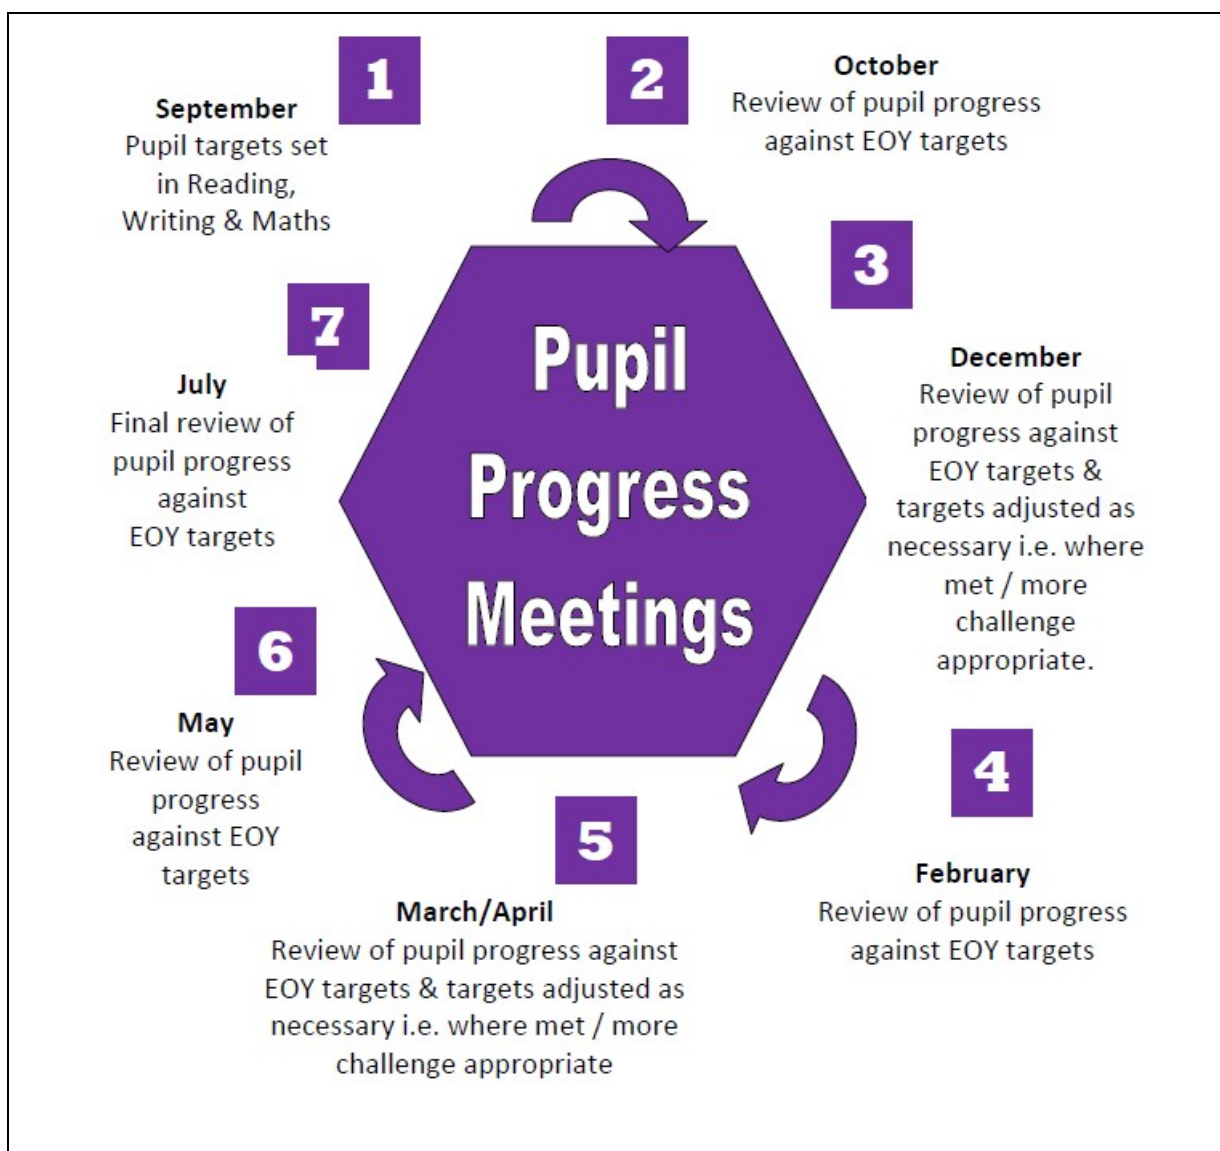 1
September
Pupil targets set
in Reading,
Writing & Maths
2
October
Review of pupil progress
against EOY targets
3
December
Review of pupil
progress against
EOY targets &
targets adjusted as
necessary i.e. where
met / more
challenge
appropriate.
4
February
Review of pupil progress
against EOY targets
5
March/April
Review of pupil progress against
EOY targets & targets adjusted as
necessary i.e. where met / more
challenge appropriate
6
May
Review of pupil
progress
against EOY
targets
7
July
Final review of
pupil progress
against
EOY targets
Pupil
Progress
Meetings